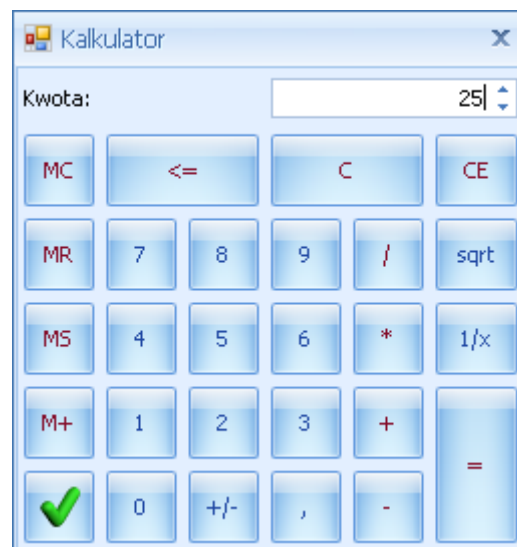 Kalkulator
Kwota: 25
MC <= C CE
MR 7 8 9 / sqrt
MS 4 5 6 * 1/x
M+ 1 2 3 + =
0 +/- , -